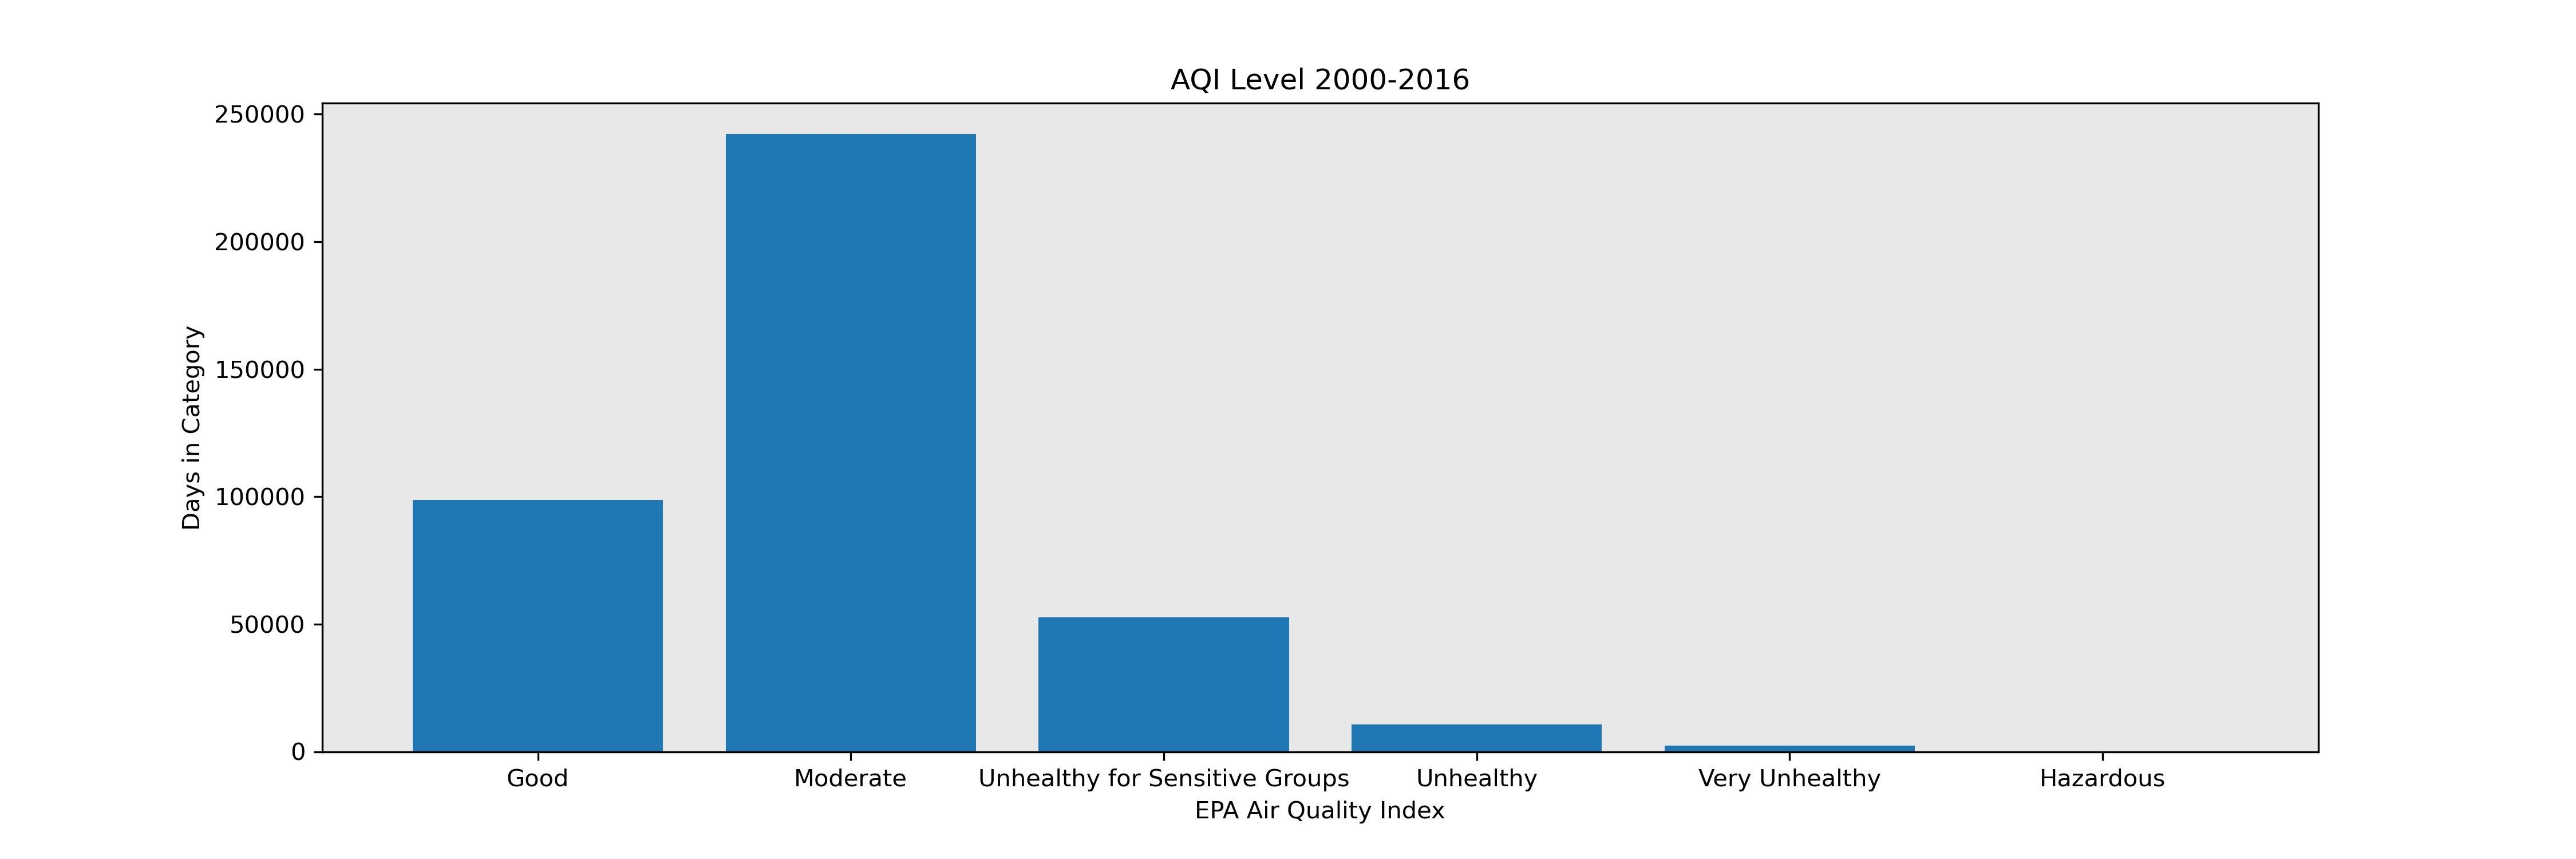 AQI Level 2000-2016
250000
200000
150000
100000
50000
0
Days in Category
Good Moderate Unhealthy for Sensitive Groups Unhealthy Very Unhealthy Hazardous
EPA Air Quality Index